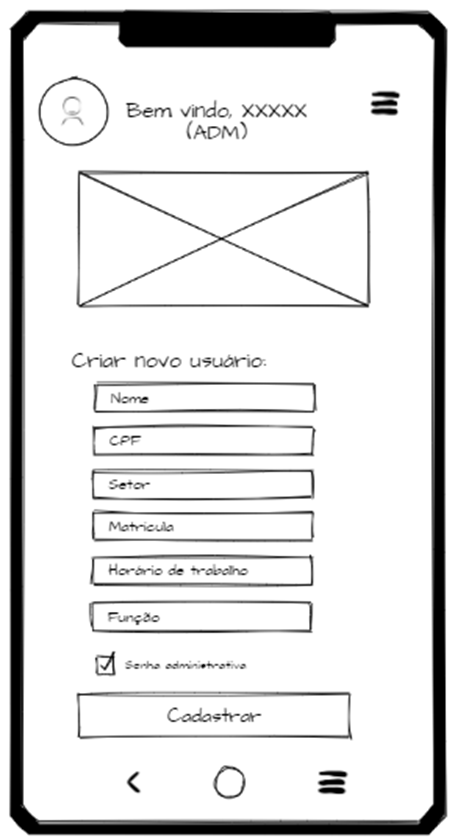 Bem vindo, XXXXX
(ADM)
Criar novo usuário:
Nome
CPF
Setor
Matricula
Horário de trabalho
Função
Senha administrativa
Cadastrar